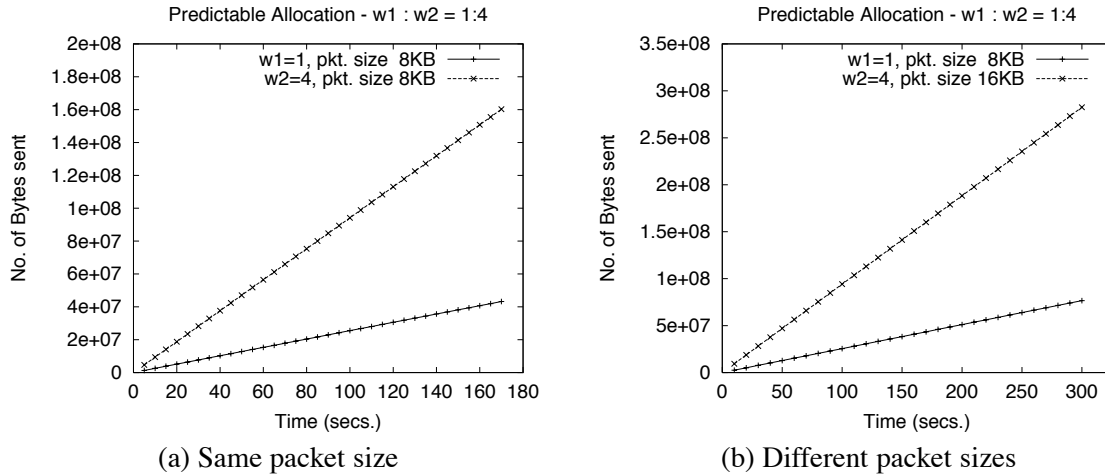 Predictable Allocation - w1 : w2 = 1:4
2e+08
1.8e+08
1.6e+08
1.4e+08
1.2e+08
1e+08
8e+07
6e+07
4e+07
2e+07
0
No. of Bytes sent
w1=1, pkt. size 8KB
w2=4, pkt. size 8KB
0 20 40 60 80 100 120 140 160 180
Time (secs.)
(a) Same packet size
Predictable Allocation - w1 : w2 = 1:4
3.5e+08
3e+08
2.5e+08
2e+08
1.5e+08
1e+08
5e+07
0
No. of Bytes sent
w1=1, pkt. size 8KB
w2=4, pkt. size 16KB
0 50 100 150 200 250 300
Time (secs.)
(b) Different packet sizes